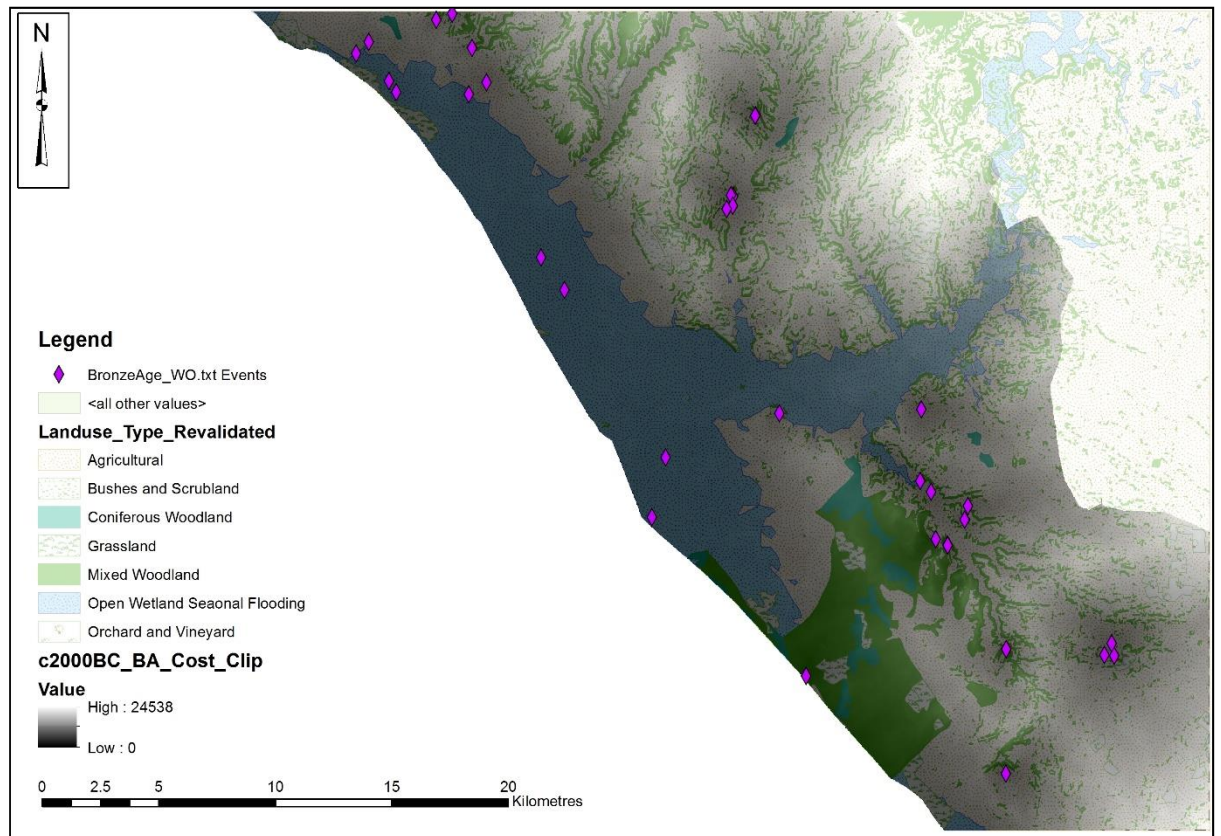 N
Legend
BronzeAge_WO.txt Events
<all other values>
Landuse_Type_Revalidated
Agricultural
Bushes and Scrubland
Coniferous Woodland
Grassland
Mixed Woodland
Open Wetland Seaonal Flooding
Orchard and Vineyard
c2000BC_BA_Cost_Clip
Value
High : 24538
Low : 0
0 2.5 5 10 15 20
Kilometres